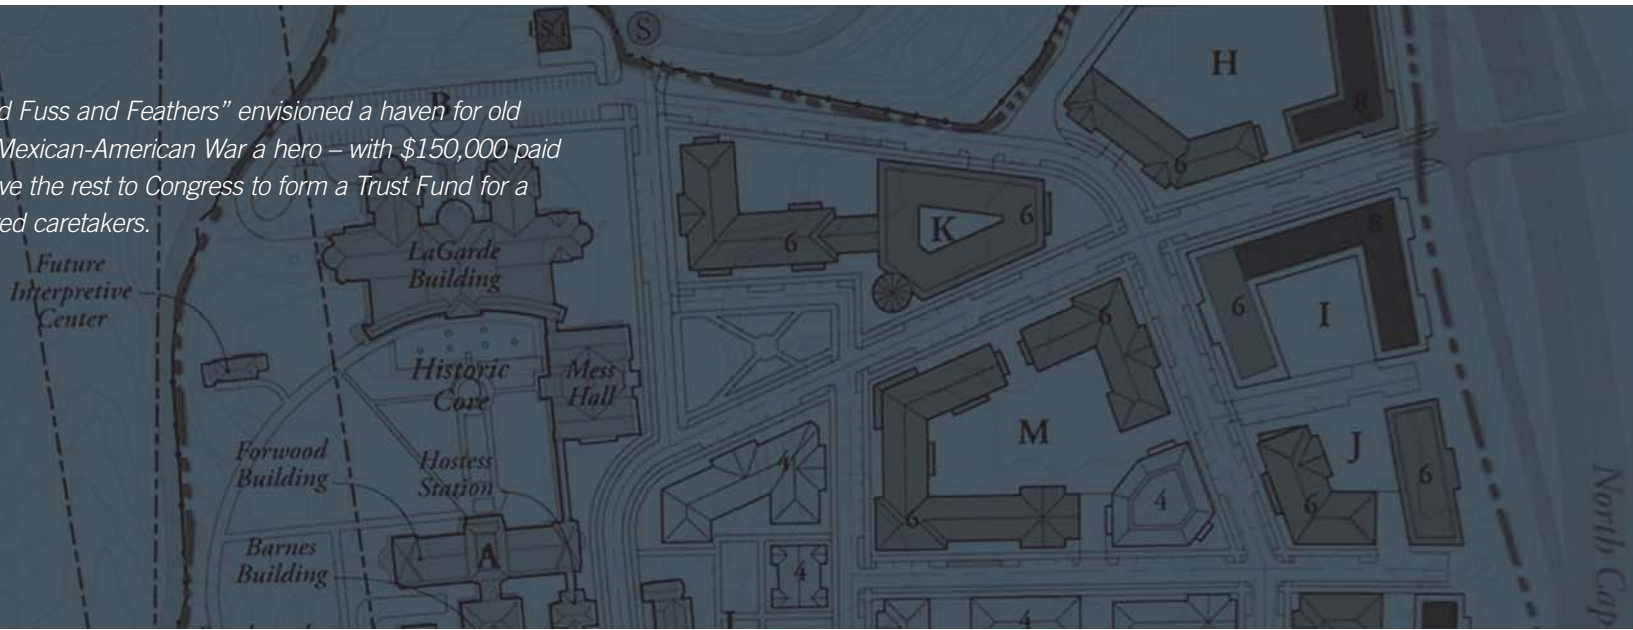 S
H
B
8
d Fuss and Feathers” envisioned a haven for old
Mexican-American War a hero – with $150,000 paid
ve the rest to Congress to form a Trust Fund for a
ed caretakers.
6
K
6
6
8
LaGarde
Building
Future
Interpretive
Center
6
I
6
Historic
Core
Mess
Hall
M
J
Forwood
Building
Hostess
Station
4
6
4
6
6
North Cap
Barnes
Building
A
4
4